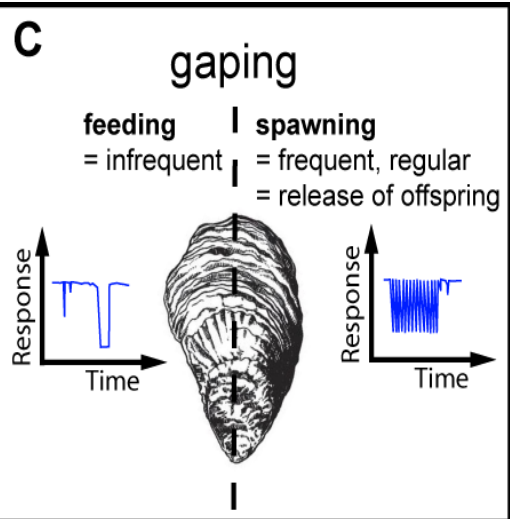 C
gaping
feeding
= infrequent
spawning
= frequent, regular
= release of offspring
Response
Time
Response
Time